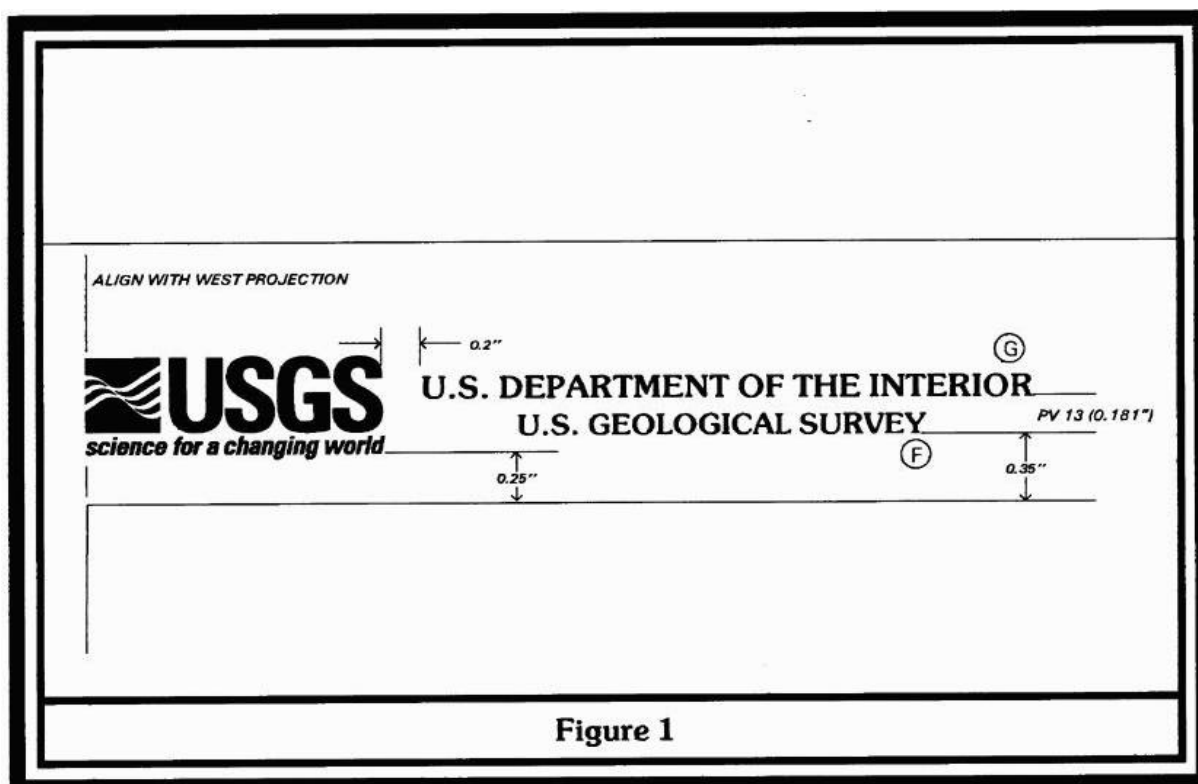 ALIGN WITH WEST PROJECTION
0.2"
G
USGS
U.S. DEPARTMENT OF THE INTERIOR
U.S. GEOLOGICAL SURVEY
PV 13 (0.181")
science for a changing world
F
0.25"
0.35"
Figure 1